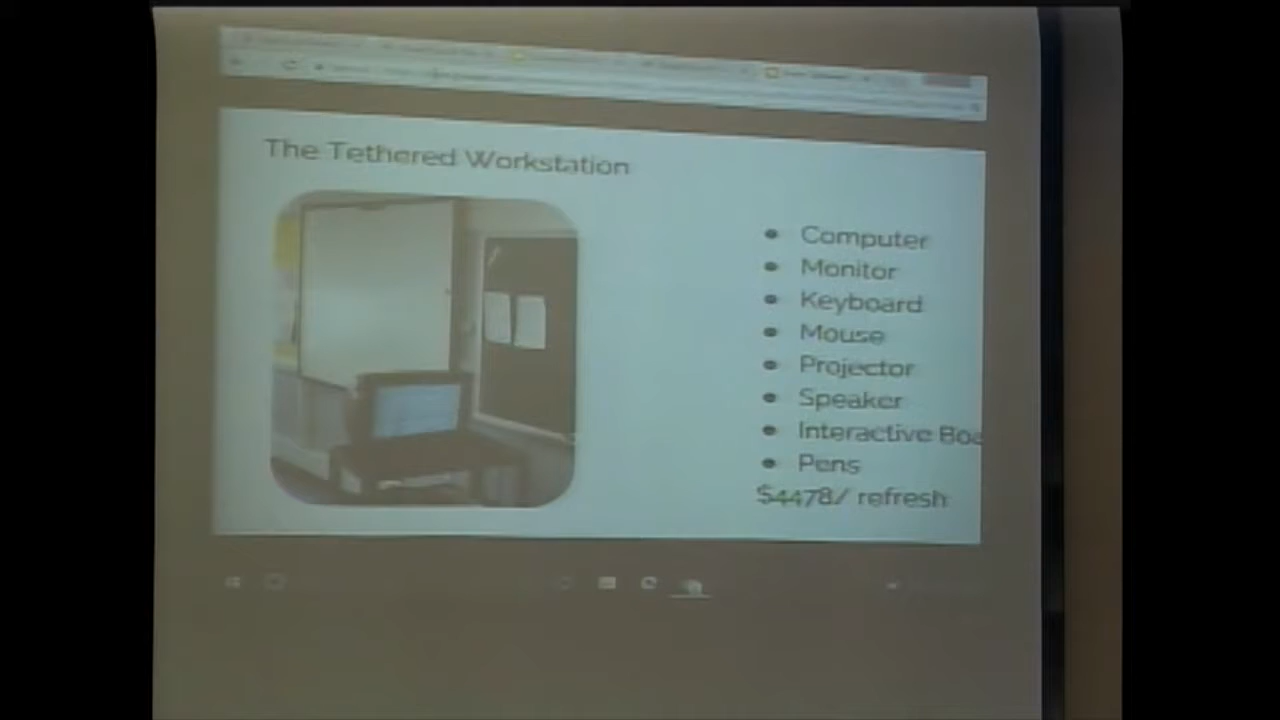 The Tethered Workstation
Computer
Monitor
Keyboard
Mouse
Projector
Speaker
Interactive Boa
Pens
$4478/ refresh